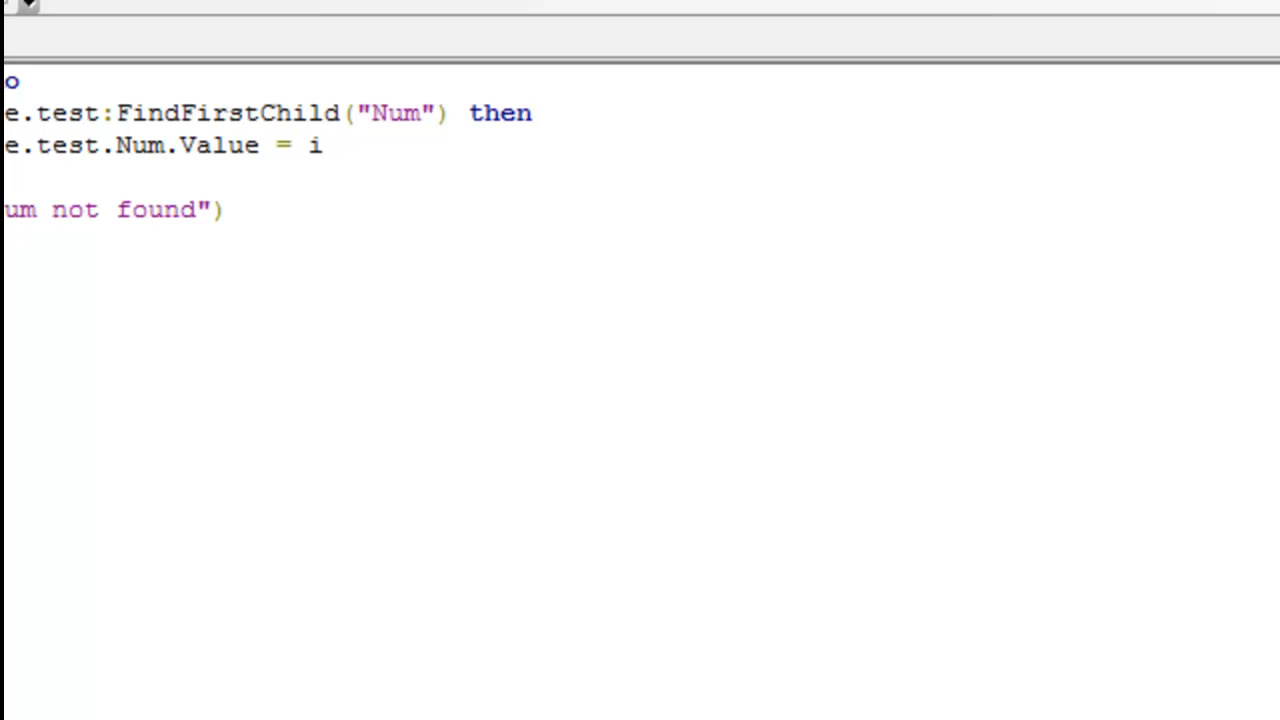 o
e.test:FindFirstChild("Num") then
e.test.Num.Value = i
um not found")